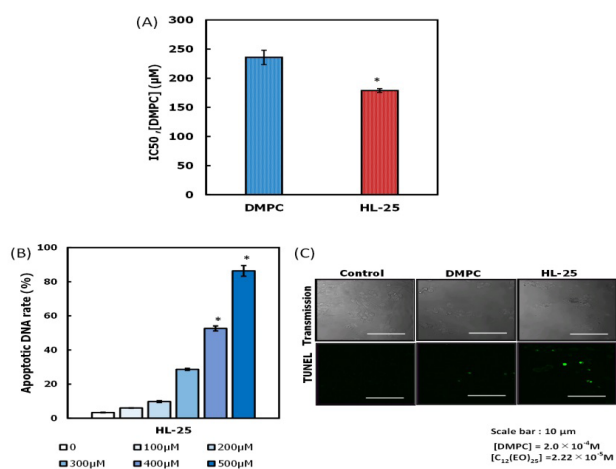 (A)
IC50 ,[DMPC] (μM)
300
250
200
150
100
50
0
*
DMPC
HL-25
(B)
Apoptotic DNA rate (%)
100
80
60
40
20
0
*
*
HL-25
0
100μM
200μM
300μM
400μM
500μM
(C)
Control
DMPC
HL-25
Transmission
TUNEL
Scale bar : 10 μm
[DMPC] = 2.0 × 10⁻⁴M
[C₁₂(EO)₂₅] =2.22 × 10⁻⁵M